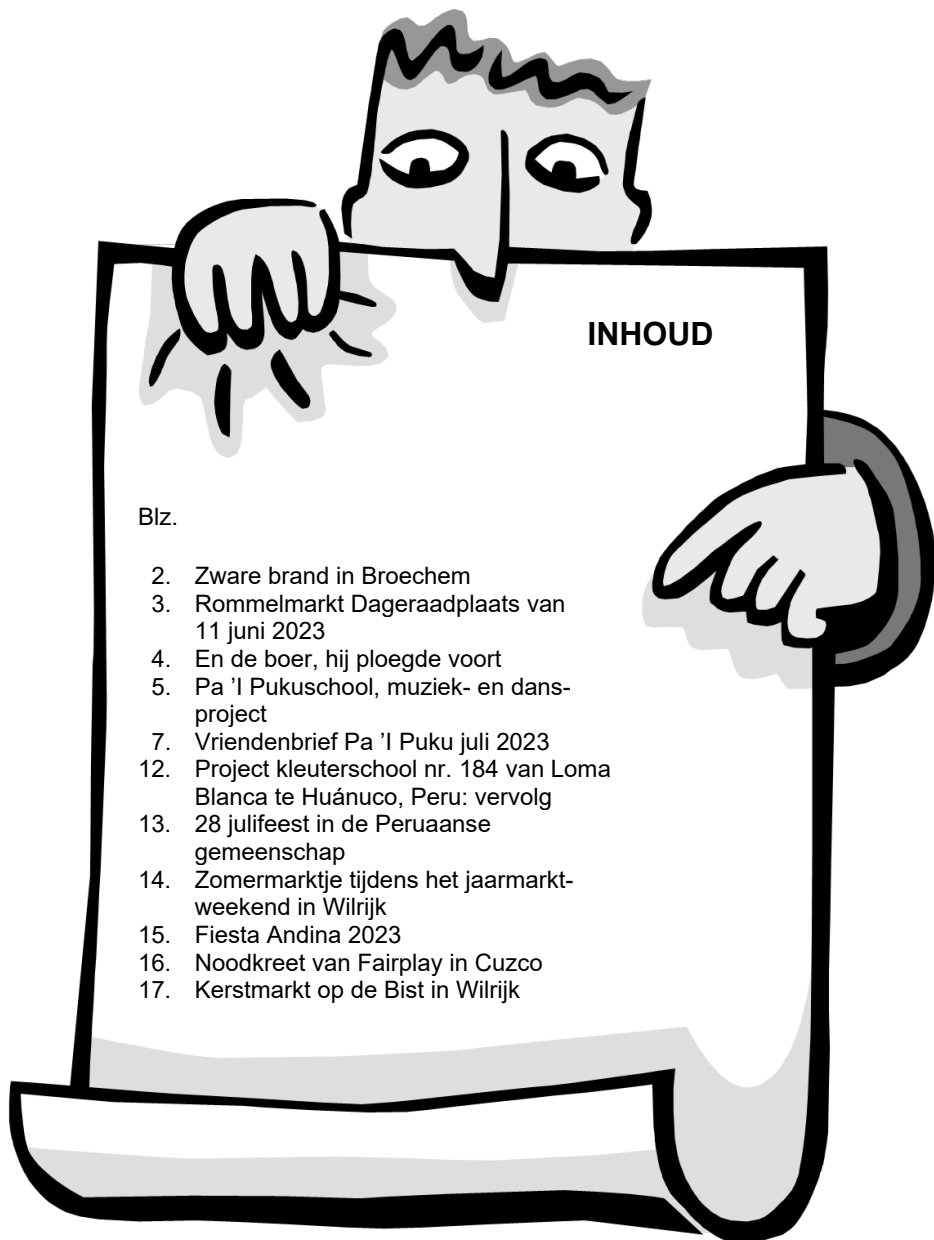 INHOUD
Blz.
2. Zware brand in Broechem
3. Rommelmarkt Dageraadplaats van
11 juni 2023
4. En de boer, hij ploegde voort
5. Pa ’I Pukuschool, muziek- en dans-
project
7. Vriendenbrief Pa ’I Puku juli 2023
12. Project kleuterschool nr. 184 van Loma
Blanca te Huánuco, Peru: vervolg
13. 28 julifeest in de Peruaanse
gemeenschap
14. Zomermarktje tijdens het jaarmarkt-
weekend in Wilrijk
15. Fiesta Andina 2023
16. Noodkreet van Fairplay in Cuzco
17. Kerstmarkt op de Bist in Wilrijk